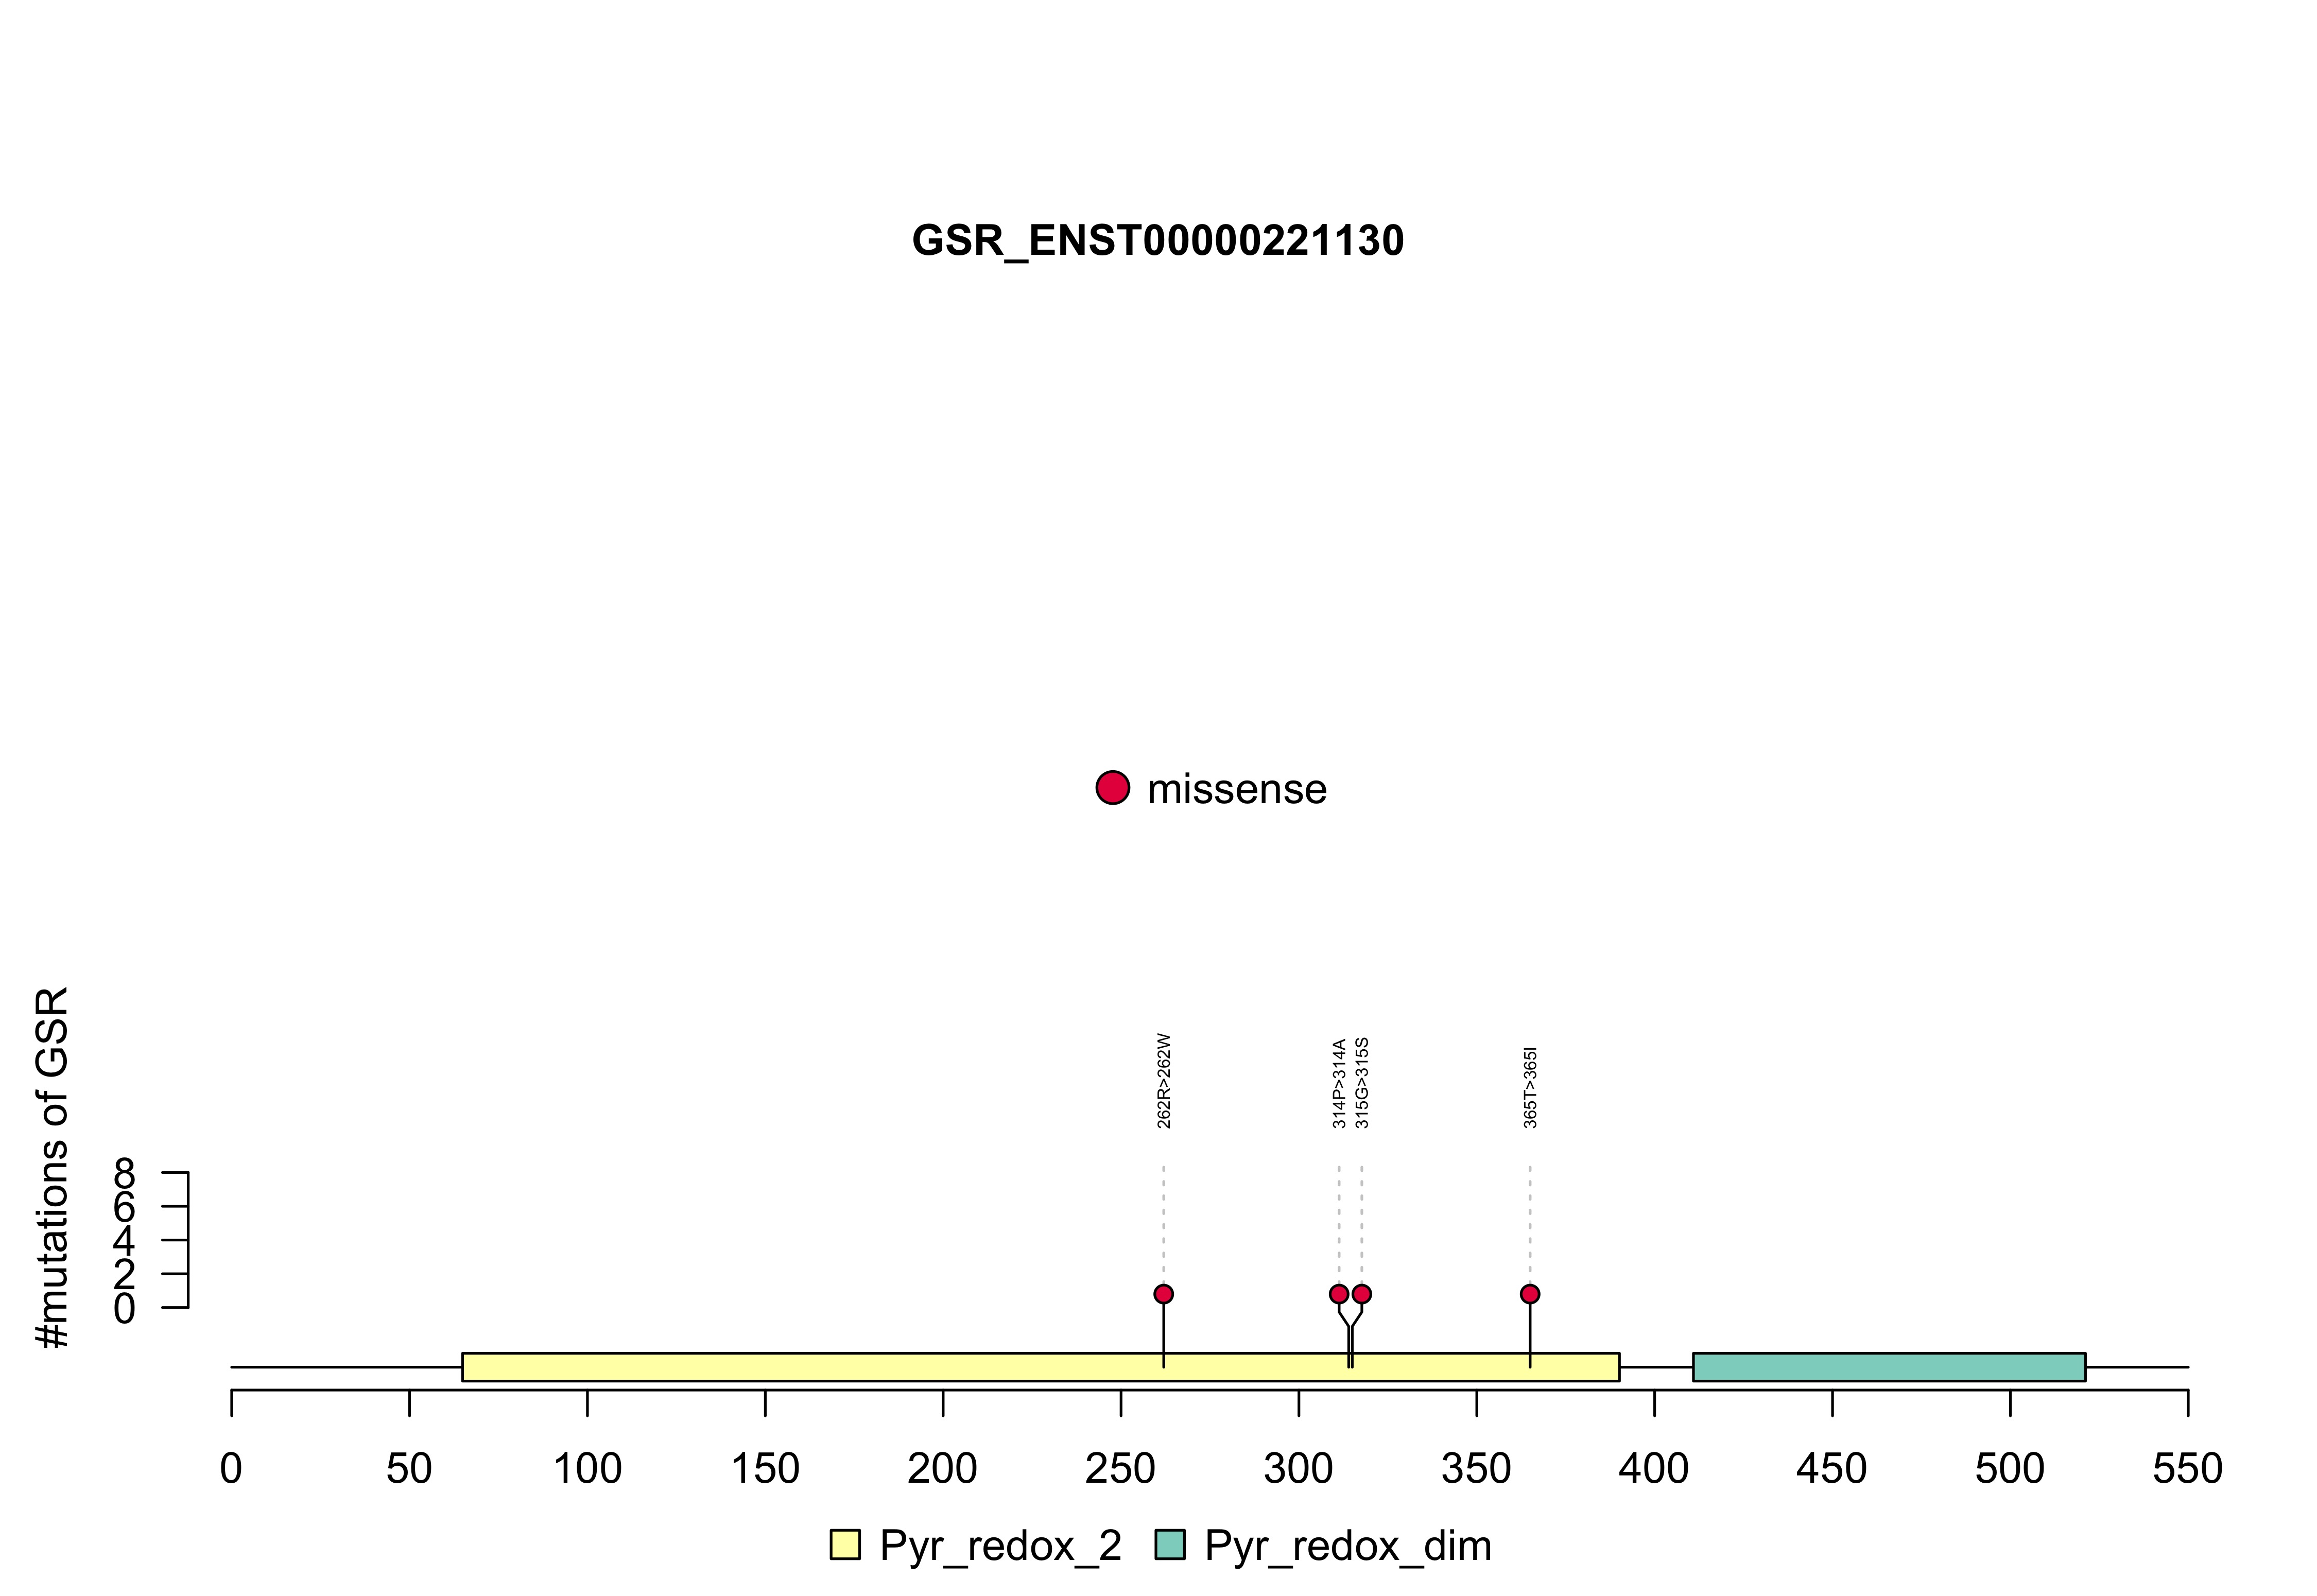 GSR_ENST00000221130
missense
#mutations of GSR
262R>262W
314P>314A
315G>315S
365T>365I
8
6
4
2
0
0 50 100 150 200 250 300 350 400 450 500 550
Pyr_redox_2 Pyr_redox_dim